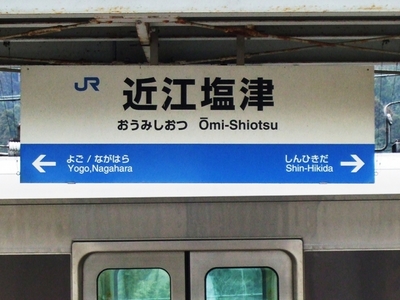 JR 近江塩津
おうみしおつ Ōmi-Shiotsu
よご / ながはら
Yogo,Nagahara
しんひきだ
Shin-Hikida